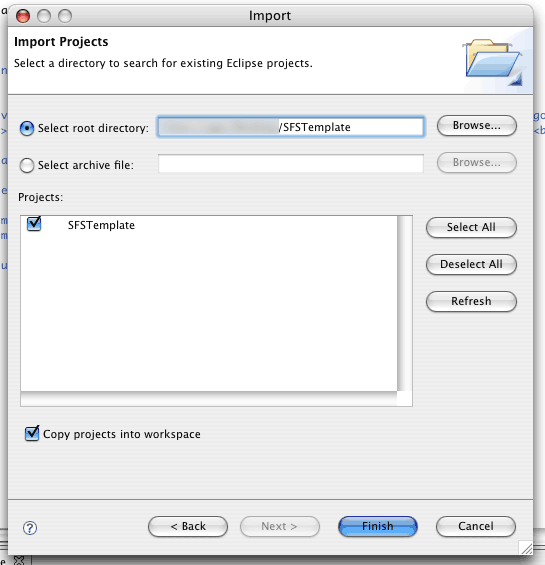 Import
Import Projects
Select a directory to search for existing Eclipse projects.
Select root directory: /SFSTemplate Browse...
Select archive file: Browse...
Projects:
SFSTemplate
Select All
Deselect All
Refresh
Copy projects into workspace
? < Back Next > Finish Cancel